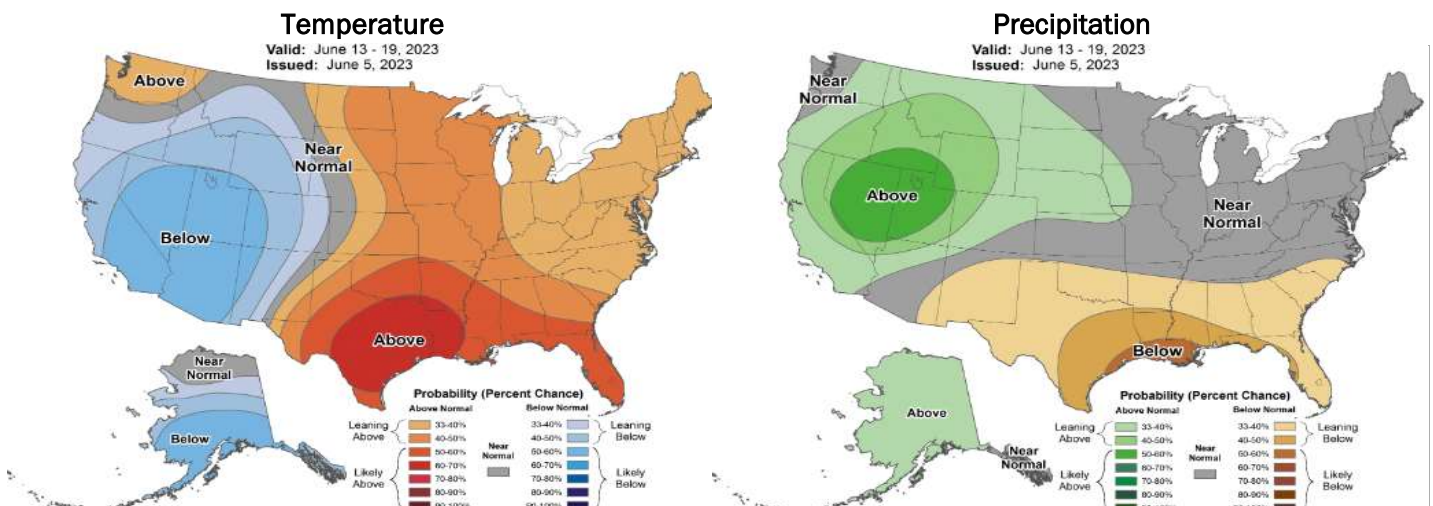 Temperature
Valid: June 13 - 19, 2023
Issued: June 5, 2023
Above
Near
Normal
Below
Above
Near
Normal
Below
Probability (Percent Chance)
Above Normal
Below Normal
Leaning
Above
33-40%
40-50%
50-60%
60-70%
70-80%
80-90%
90-100%
Likely
Above
Near
Normal
33-40%
40-50%
50-60%
60-70%
70-80%
80-90%
90-100%
Leaning
Below
Likely
Below
Precipitation
Valid: June 13 - 19, 2023
Issued: June 5, 2023
Near
Normal
Above
Near
Normal
Below
Above
Near
Normal
Probability (Percent Chance)
Above Normal
Below Normal
Leaning
Above
33-40%
40-50%
50-60%
60-70%
70-80%
80-90%
Likely
Above
Near
Normal
33-40%
40-50%
50-60%
60-70%
70-80%
80-90%
Leaning
Below
Likely
Below